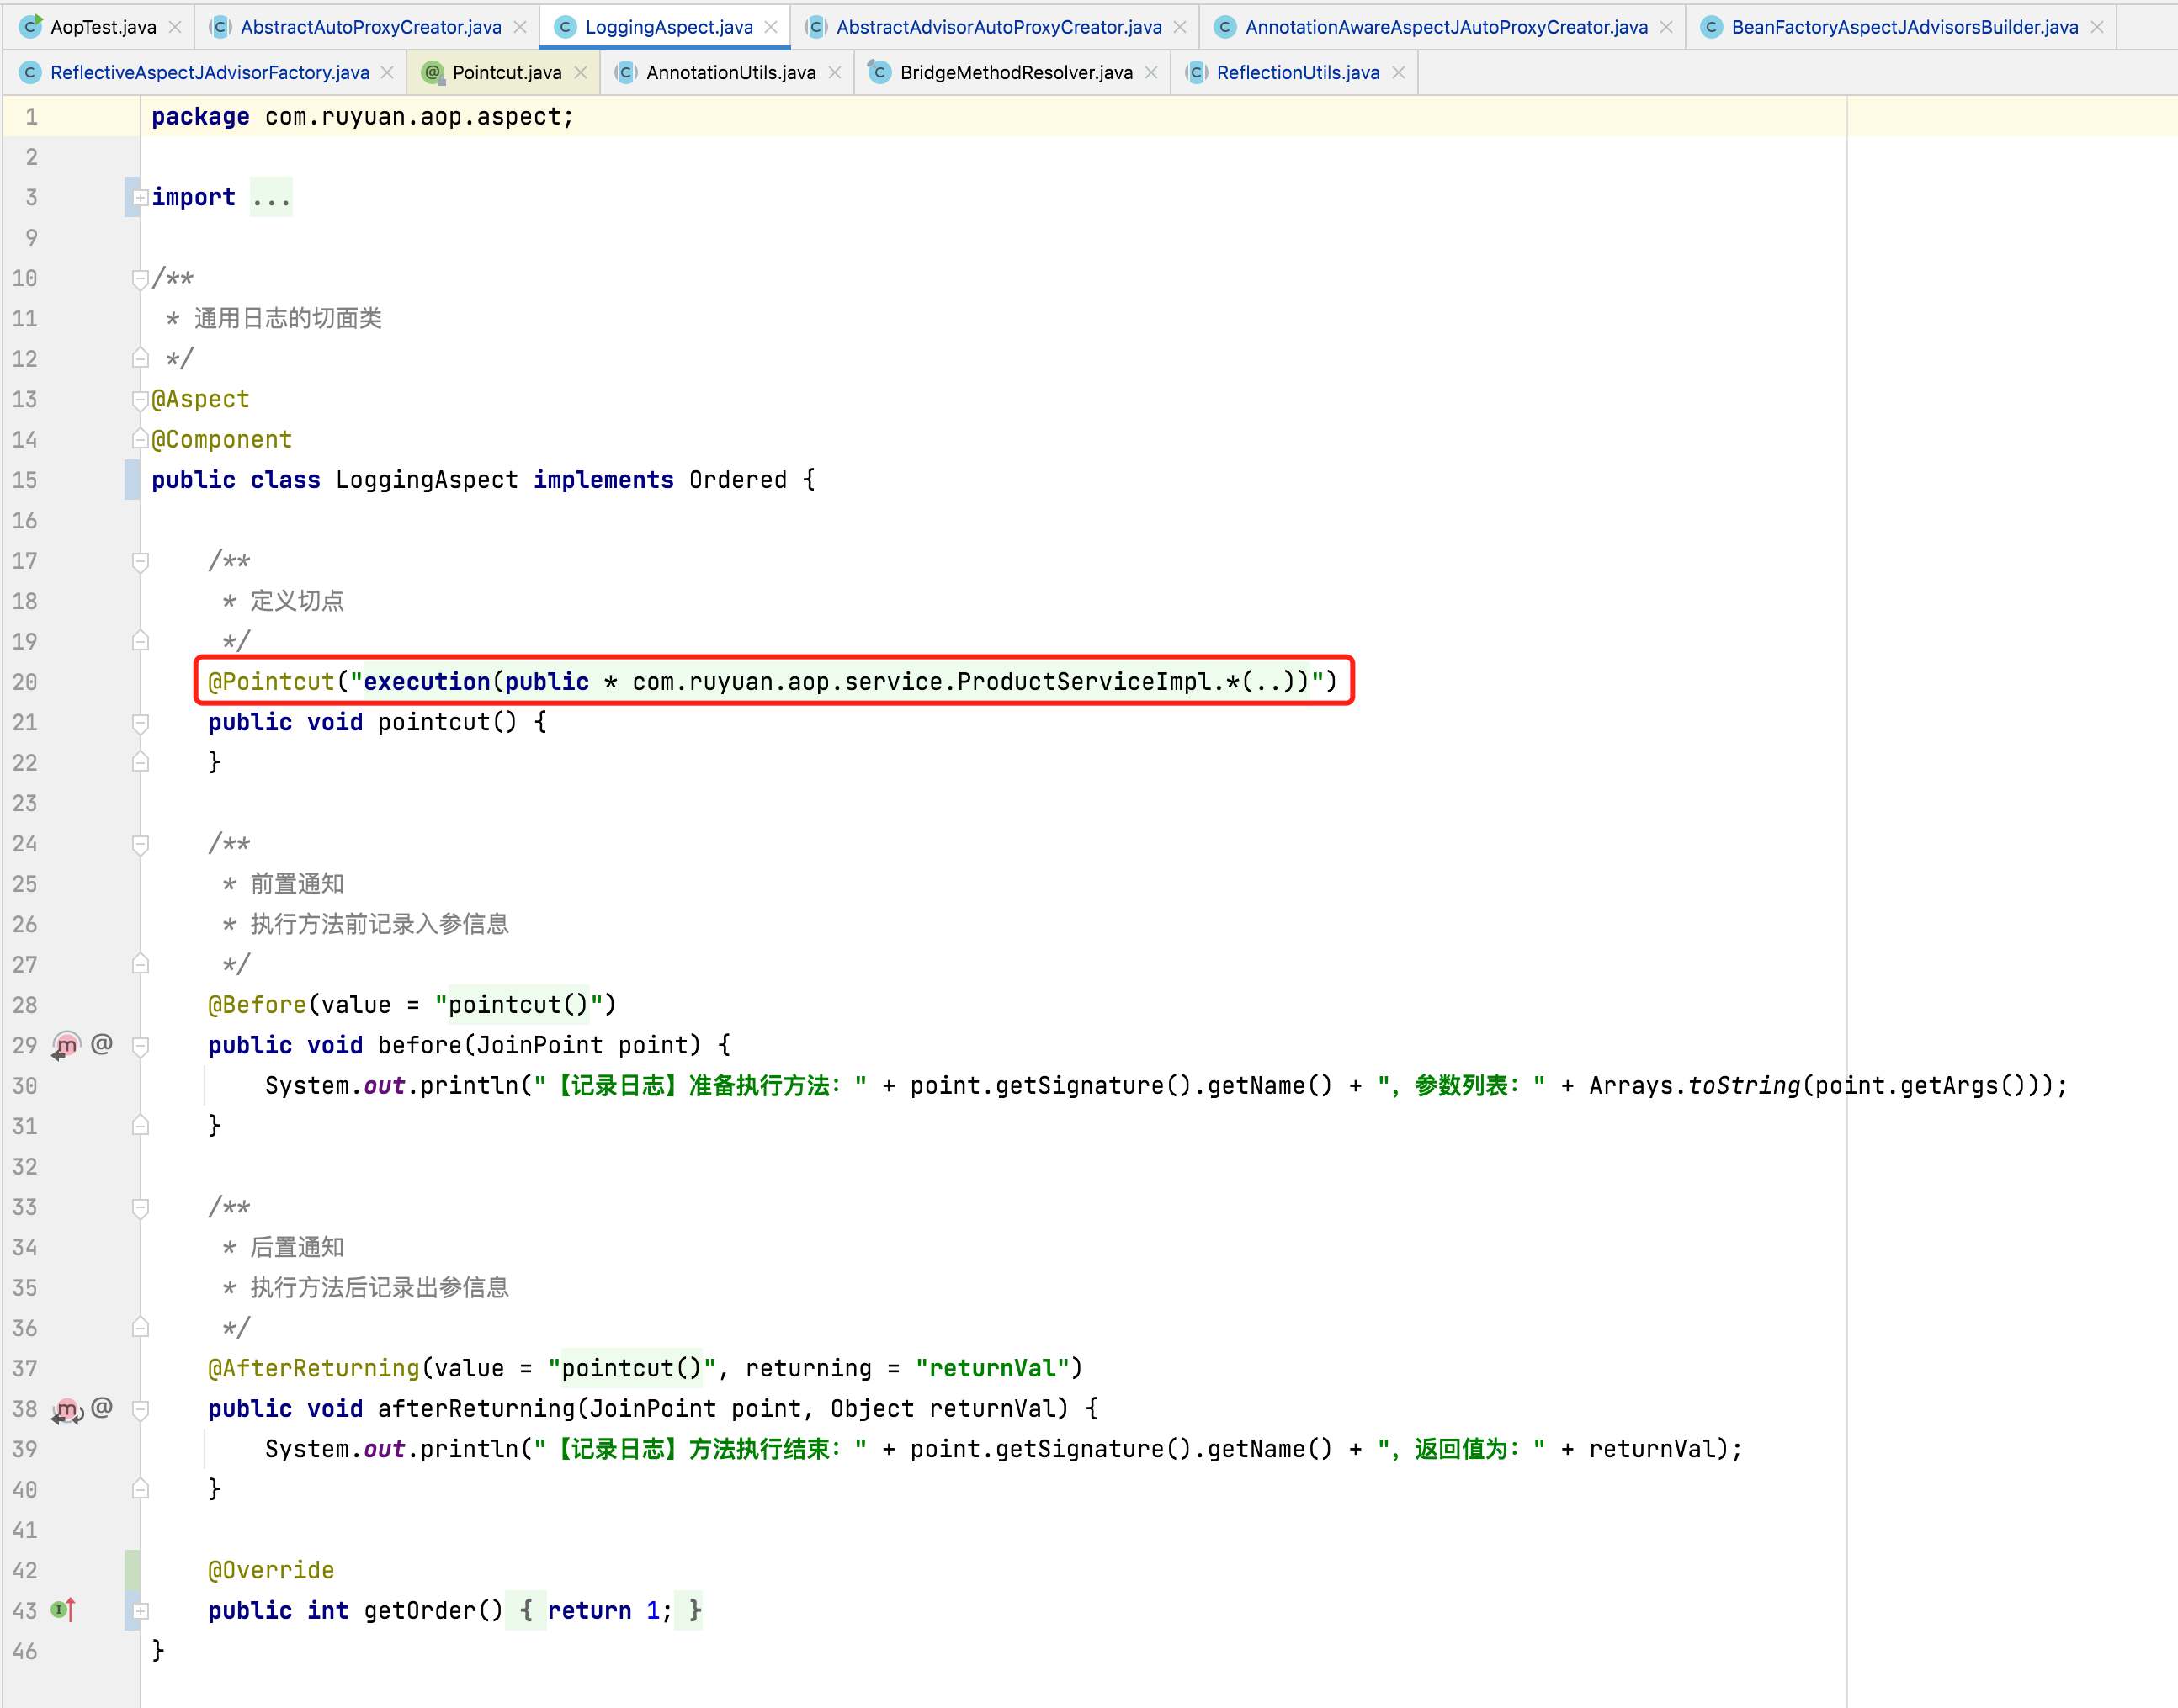 AopTest.java AbstractAutoProxyCreator.java LoggingAspect.java AbstractAdvisorAutoProxyCreator.java AnnotationAwareAspectJAutoProxyCreator.java BeanFactoryAspectJAdvisorsBuilder.java
ReflectiveAspectJAdvisorFactory.java Pointcut.java AnnotationUtils.java BridgeMethodResolver.java ReflectionUtils.java
1 package com.ruyuan.aop.aspect;
2
3 import ...
9
10 /**
11  * 通用日志的切面类
12  */
13 @Aspect
14 @Component
15 public class LoggingAspect implements Ordered {
16
17     /**
18      * 定义切点
19      */
20     @Pointcut("execution(public * com.ruyuan.aop.service.ProductServiceImpl.*(..))")
21     public void pointcut() {
22     }
23
24     /**
25      * 前置通知
26      * 执行方法前记录入参信息
27      */
28     @Before(value = "pointcut()")
29     public void before(JoinPoint point) {
30         System.out.println("【记录日志】准备执行方法：" + point.getSignature().getName() + "，参数列表：" + Arrays.toString(point.getArgs()));
31     }
32
33     /**
34      * 后置通知
35      * 执行方法后记录出参信息
36      */
37     @AfterReturning(value = "pointcut()", returning = "returnVal")
38     public void afterReturning(JoinPoint point, Object returnVal) {
39         System.out.println("【记录日志】方法执行结束：" + point.getSignature().getName() + "，返回值为：" + returnVal);
40     }
41
42     @Override
43     public int getOrder() { return 1; }
46 }